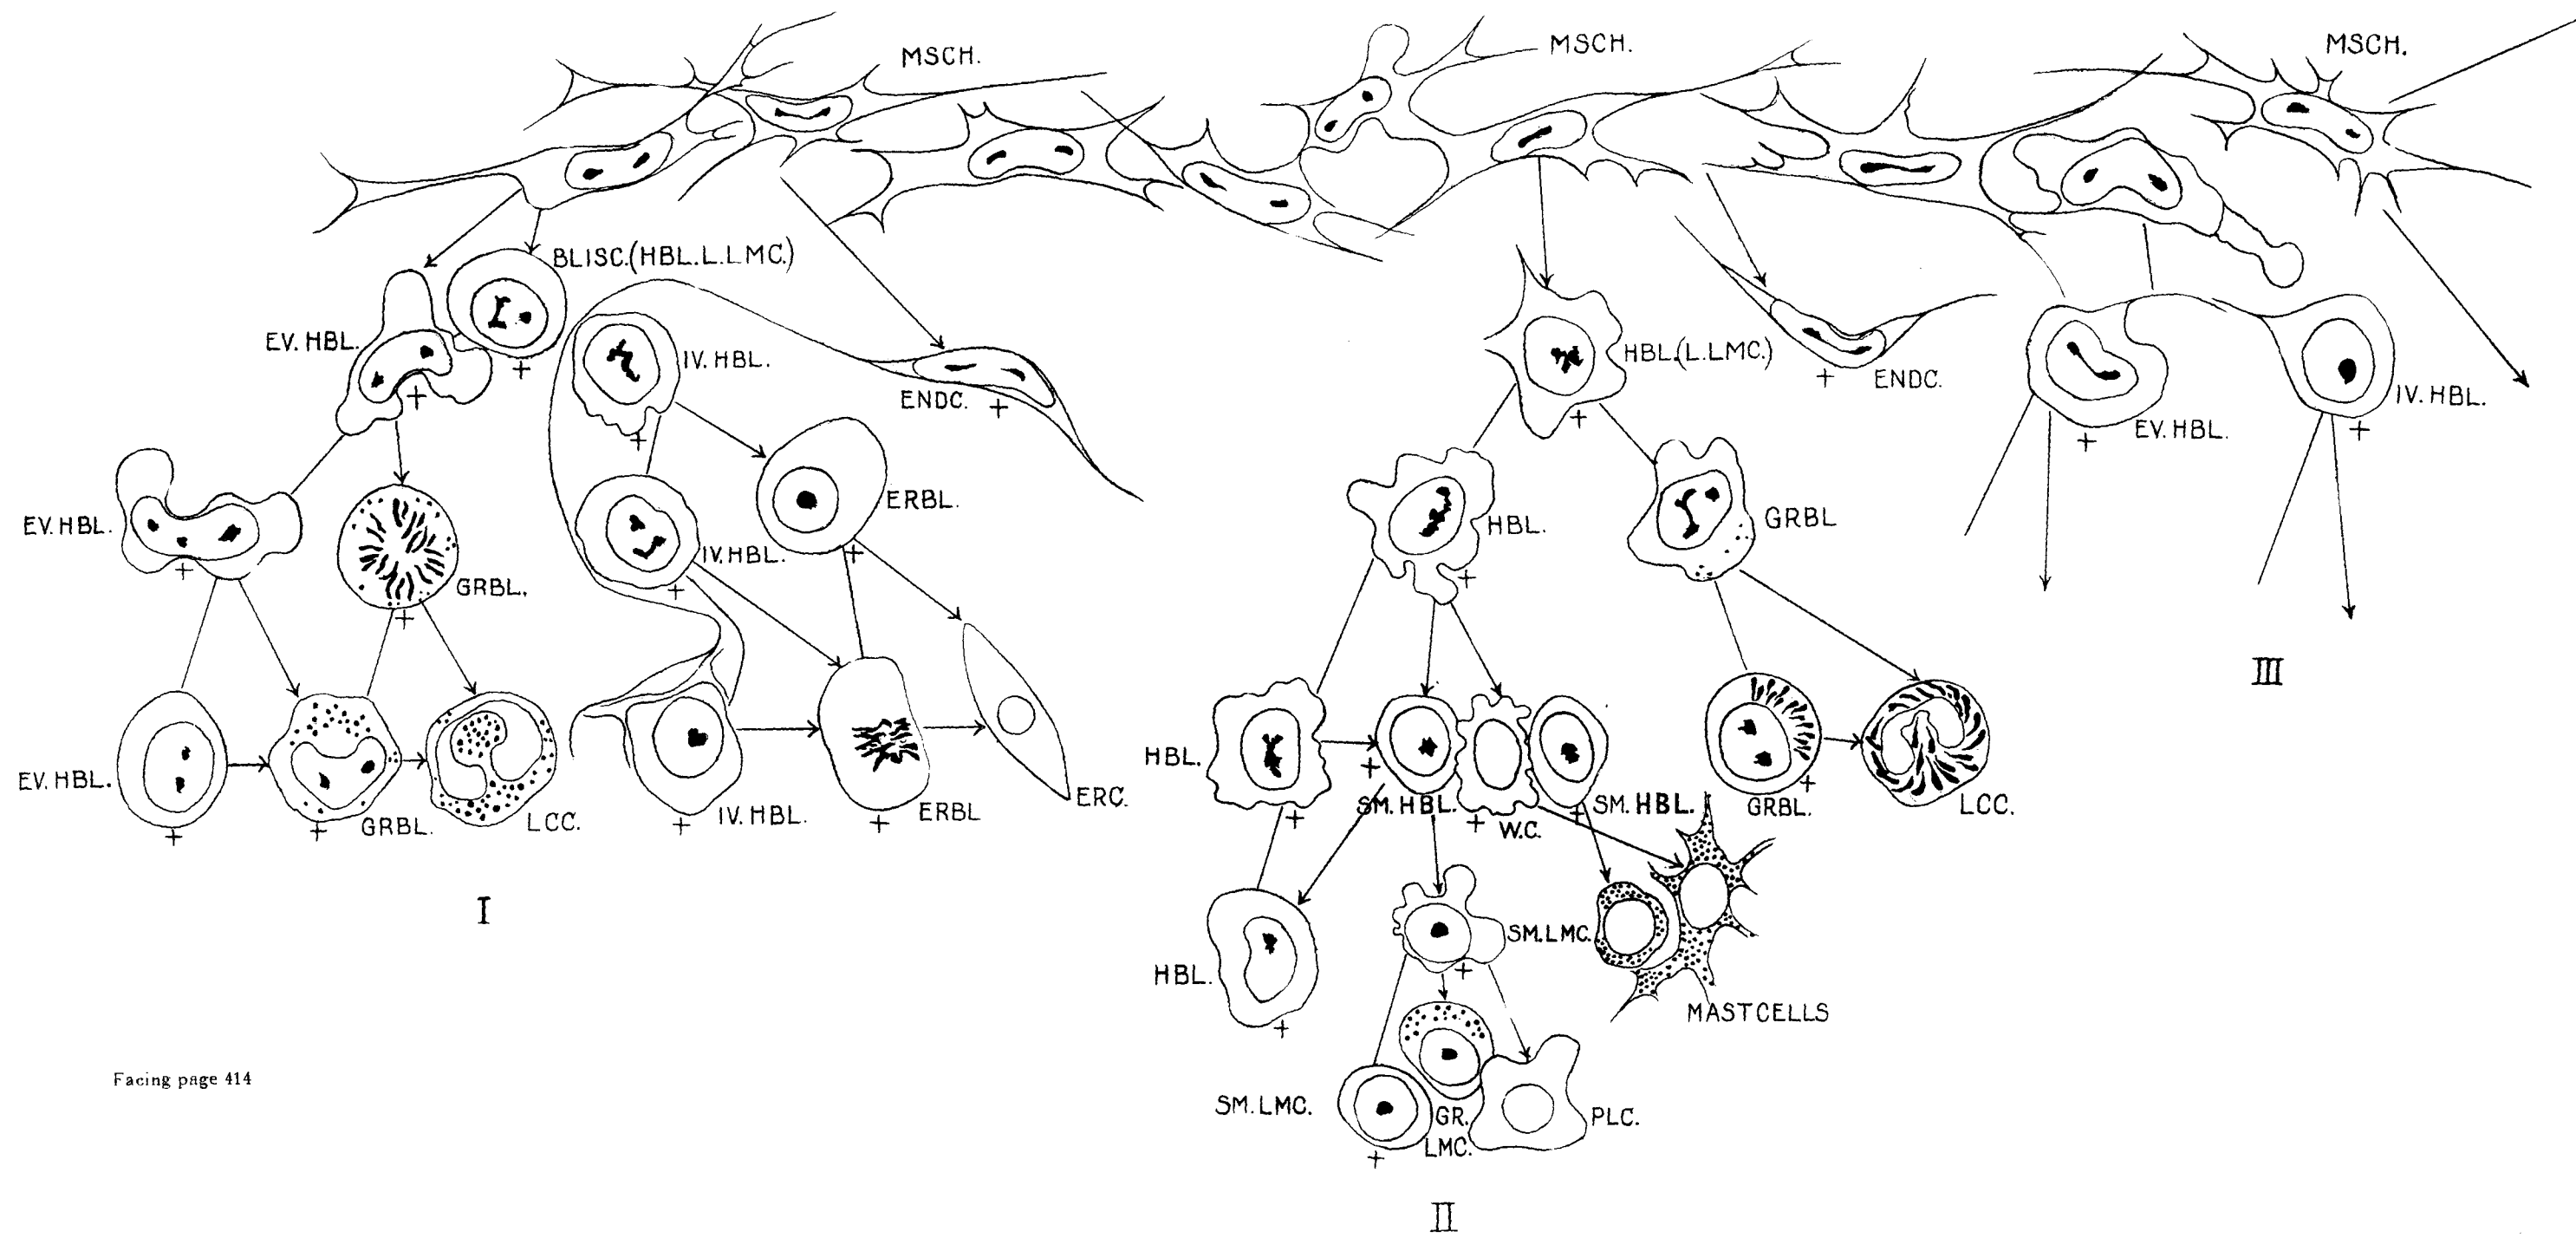 MSCH.
MSCH.
MSCH.
BLISC.(HBL.L.LMC.)
EV. HBL.
IV. HBL.
ENDC.
+
+
+
+
HBL.(L.LMC.)
+
+
ENDC.
EV. HBL.
+
IV. HBL.
+
EV. HBL.
+
GRBL.
+
IV. HBL.
+
ERBL.
+
HBL.
+
GRBL
III
EV. HBL.
+
+
GRBL.
LCC.
+
IV. HBL.
+
ERBL
ERC.
HBL.
+
+
SM. HBL.
+
W.C.
+
SM. HBL.
+
GRBL.
LCC.
I
HBL.
+
SM.LMC.
+
MAST CELLS
Facing page 414
SM. LMC.
+
GR.
LMC.
PLC.
II